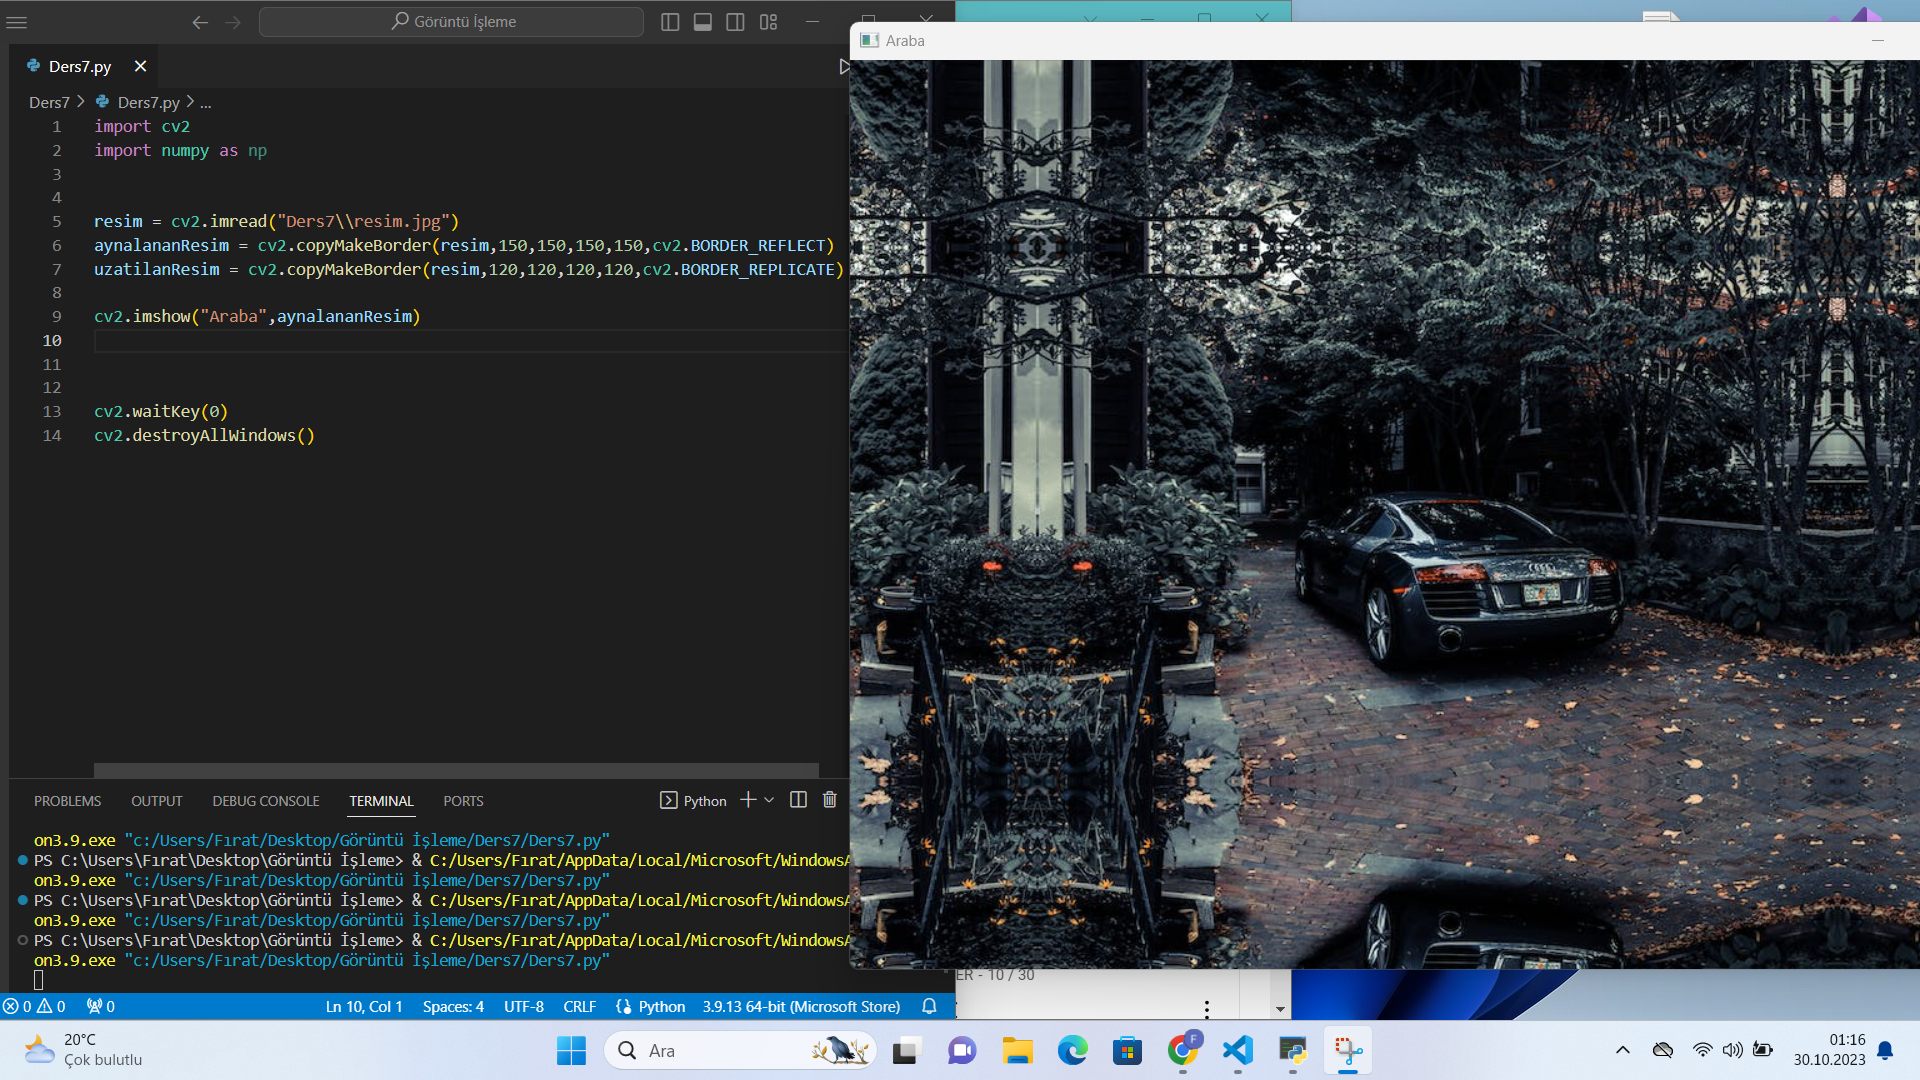 Görüntü İşleme
Ders7.py
Ders7 > Ders7.py > ...
1 import cv2
2 import numpy as np
3
4
5 resim = cv2.imread("Ders7\\resim.jpg")
6 aynalananResim = cv2.copyMakeBorder(resim,150,150,150,150,cv2.BORDER_REFLECT)
7 uzatilanResim = cv2.copyMakeBorder(resim,120,120,120,120,cv2.BORDER_REPLICATE)
8
9 cv2.imshow("Araba",aynalananResim)
10
11
12
13 cv2.waitKey(0)
14 cv2.destroyAllWindows()
PROBLEMS OUTPUT DEBUG CONSOLE TERMINAL PORTS Python
on3.9.exe "c:/Users/Fırat/Desktop/Görüntü İşleme/Ders7/Ders7.py"
PS C:\Users\Fırat\Desktop\Görüntü İşleme> & C:/Users/Fırat/AppData/Local/Microsoft/WindowsA
on3.9.exe "c:/Users/Fırat/Desktop/Görüntü İşleme/Ders7/Ders7.py"
PS C:\Users\Fırat\Desktop\Görüntü İşleme> & C:/Users/Fırat/AppData/Local/Microsoft/WindowsA
on3.9.exe "c:/Users/Fırat/Desktop/Görüntü İşleme/Ders7/Ders7.py"
PS C:\Users\Fırat\Desktop\Görüntü İşleme> & C:/Users/Fırat/AppData/Local/Microsoft/WindowsA
on3.9.exe "c:/Users/Fırat/Desktop/Görüntü İşleme/Ders7/Ders7.py"
0 0 0 Ln 10, Col 1 Spaces: 4 UTF-8 CRLF Python 3.9.13 64-bit (Microsoft Store)
Araba
ER - 10 / 30
20°C
Çok bulutlu
Ara
F
01:16
30.10.2023